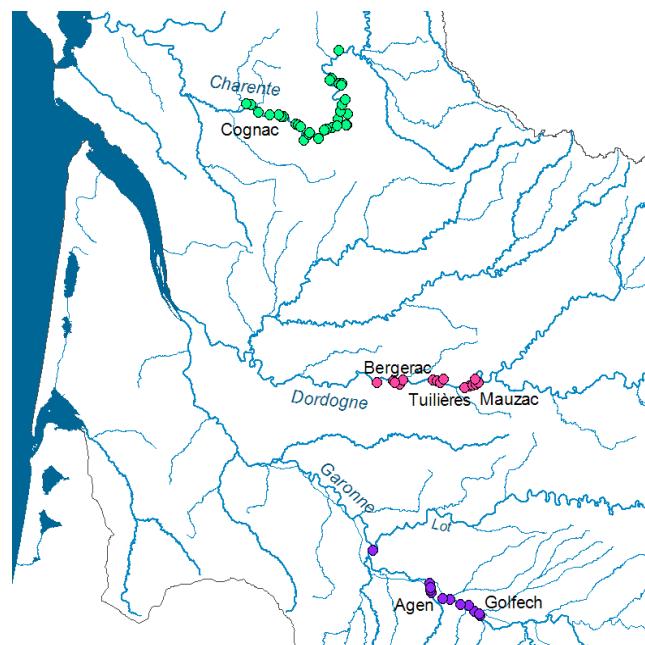 Charente
Cognac
Bergerac
Dordogne
Tuilières
Mauzac
Garonne
Lot
Agen
Golfech